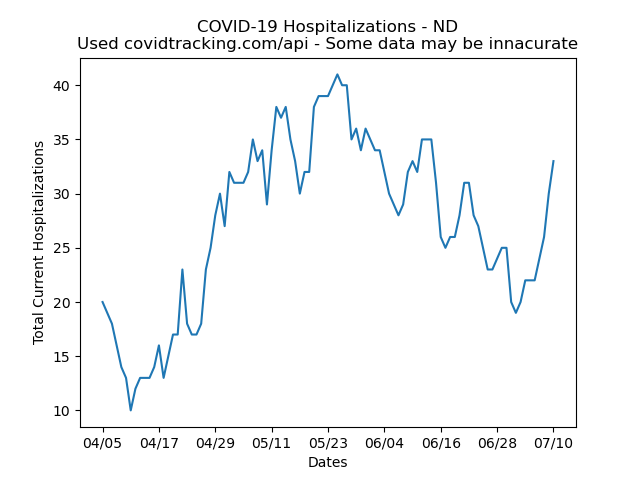 COVID-19 Hospitalizations - ND
Used covidtracking.com/api - Some data may be innacurate
Total Current Hospitalizations
40
35
30
25
20
15
10
04/05 04/17 04/29 05/11 05/23 06/04 06/16 06/28 07/10
Dates